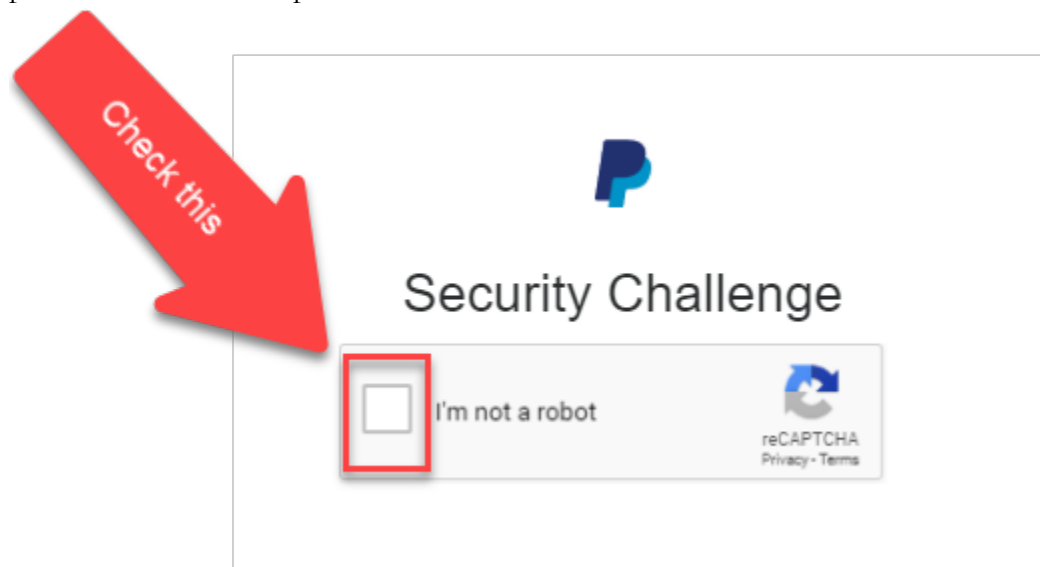 Check this
Security Challenge
I'm not a robot
reCAPTCHA
Privacy - Terms